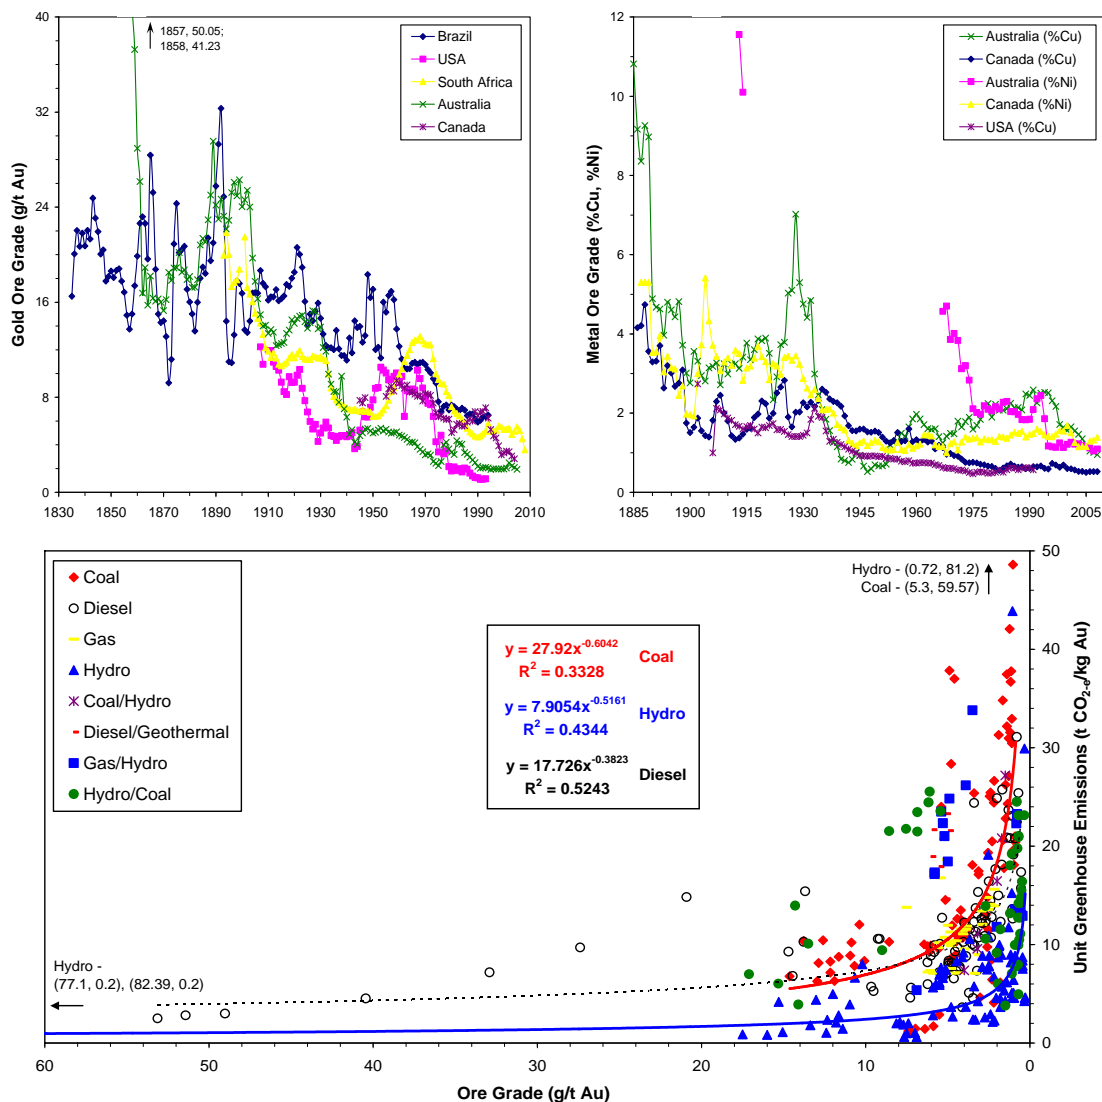 1857, 50.05;
1858, 41.23
Brazil
USA
South Africa
Australia
Canada
Gold Ore Grade (g/t Au)
40
32
24
16
8
0
1830 1850 1870 1890 1910 1930 1950 1970 1990 2010
Australia (%Cu)
Canada (%Cu)
Australia (%Ni)
Canada (%Ni)
USA (%Cu)
Metal Ore Grade (%Cu, %Ni)
12
10
8
6
4
2
0
1885 1900 1915 1930 1945 1960 1975 1990 2005
Coal
Diesel
Gas
Hydro
Coal/Hydro
Diesel/Geothermal
Gas/Hydro
Hydro/Coal
y = 27.92x^-0.6042 Coal
R² = 0.3328
y = 7.9054x^-0.5161 Hydro
R² = 0.4344
y = 17.726x^-0.3823 Diesel
R² = 0.5243
Hydro - (0.72, 81.2)
Coal - (5.3, 59.57)
Hydro -
(77.1, 0.2), (82.39, 0.2)
50
40
30
20
10
0
Unit Greenhouse Emissions (t CO2-e/kg Au)
60 50 40 30 20 10 0
Ore Grade (g/t Au)